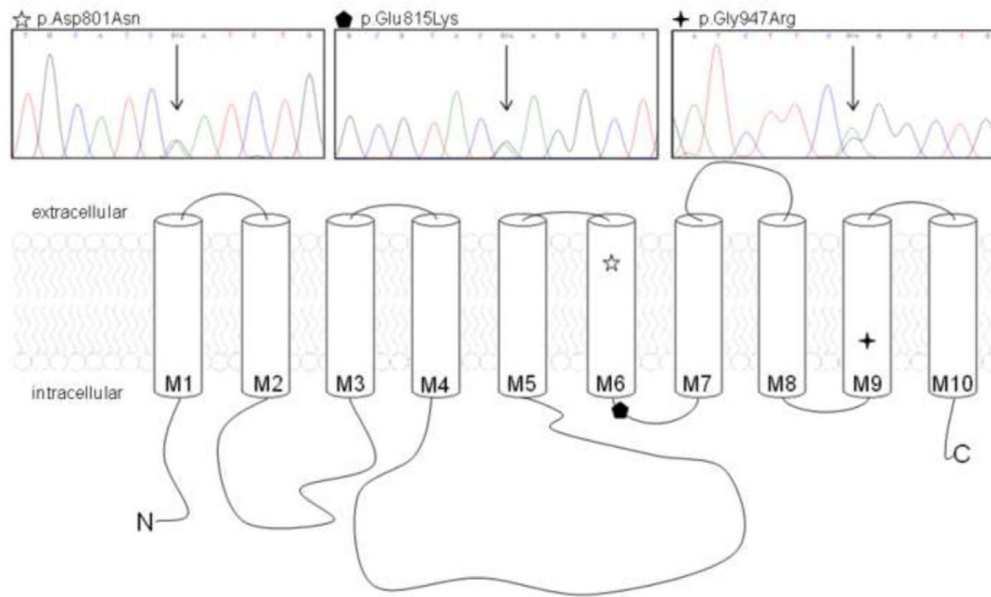 p.Asp801Asn
p.Glu815Lys
p.Gly947Arg
extracellular
intracellular
M1 M2 M3 M4 M5 M6 M7 M8 M9 M10
C
N